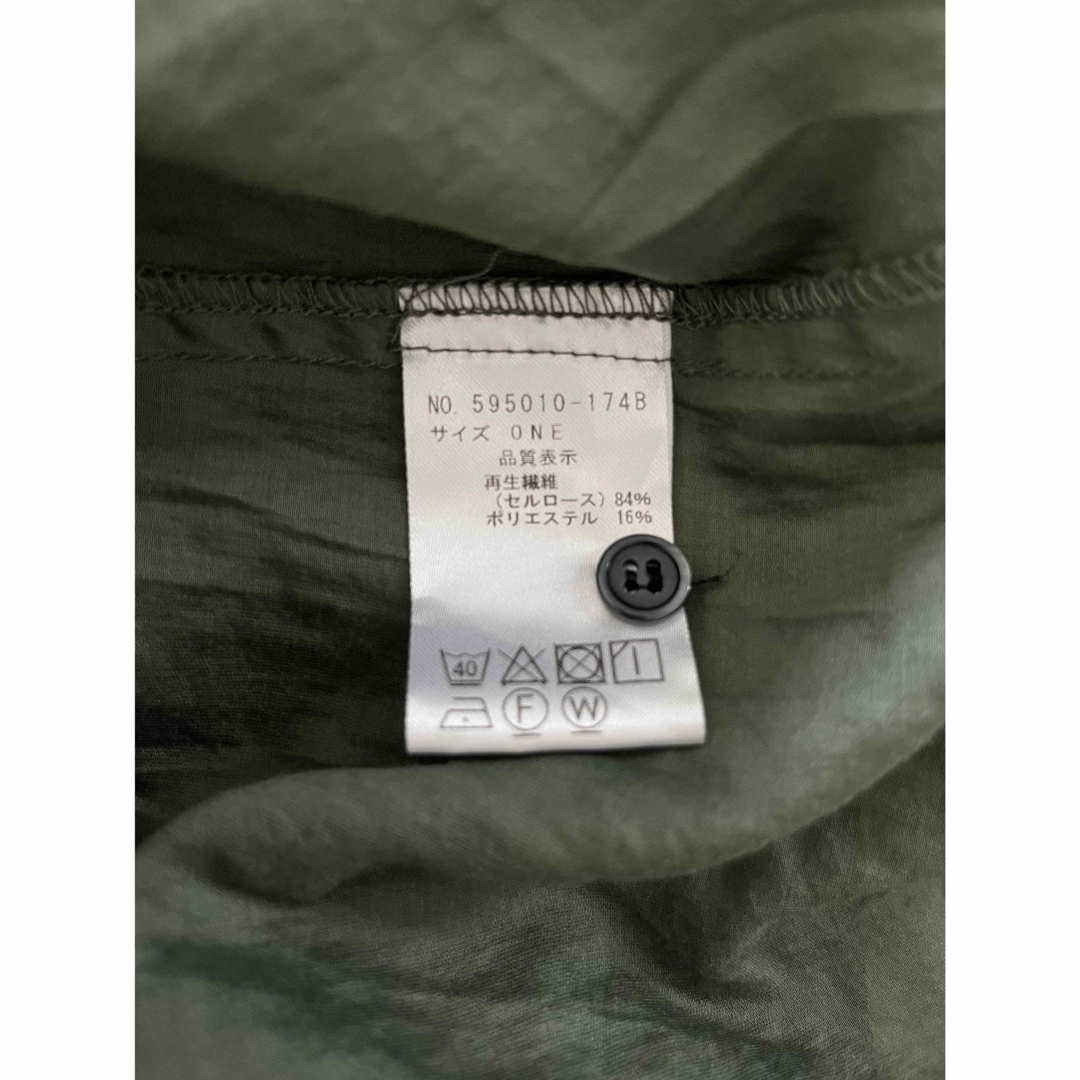 NO. 595010-174B
サイズ ONE
品質表示
再生繊維
(セルロース) 84%
ポリエステル 16%
40
F W